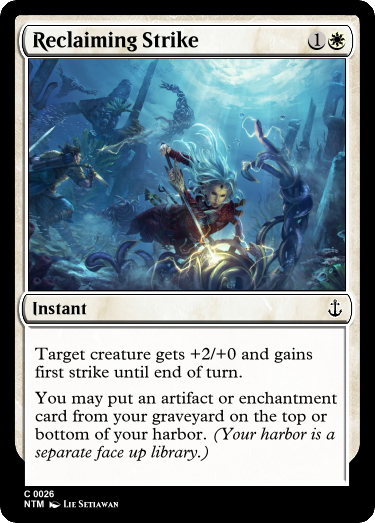 Reclaiming Strike 1
Instant
Target creature gets +2/+0 and gains
first strike until end of turn.
You may put an artifact or enchantment
card from your graveyard on the top or
bottom of your harbor. (Your harbor is a
separate face up library.)
C 0026
NTM Lie Setiawan